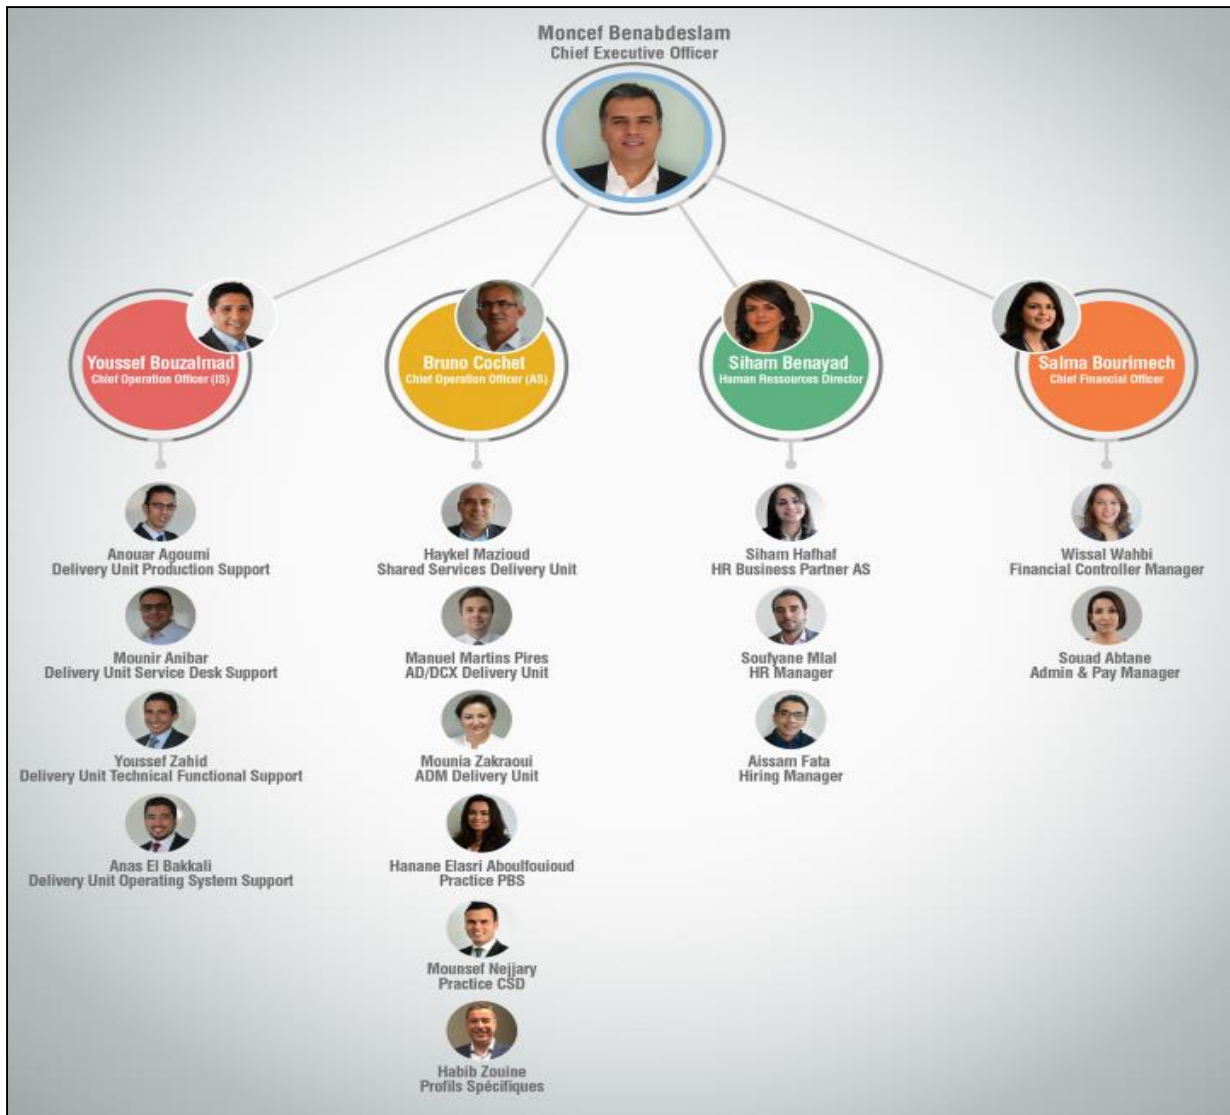 Moncef Benabdeslam
Chief Executive Officer
Youssef Bouzalmad
Chief Operation Officer (IS)
Bruno Cochet
Chief Operation Officer (AS)
Siham Benayad
Human Ressources Director
Salma Bourimech
Chief Financial Officer
Anouar Agoumi
Delivery Unit Production Support
Mounir Anibar
Delivery Unit Service Desk Support
Youssef Zahid
Delivery Unit Technical Functional Support
Anas El Bakkali
Delivery Unit Operating System Support
Haykel Mazioud
Shared Services Delivery Unit
Manuel Martins Pires
AD/DCX Delivery Unit
Mounia Zakraoui
ADM Delivery Unit
Hanane Elasri Aboulfouioud
Practice PBS
Mounsef Nejjary
Practice CSD
Habib Zouine
Profils Spécifiques
Siham Hafhaf
HR Business Partner AS
Soufyane Mlal
HR Manager
Aissam Fata
Hiring Manager
Wissal Wahbi
Financial Controller Manager
Souad Abtane
Admin & Pay Manager